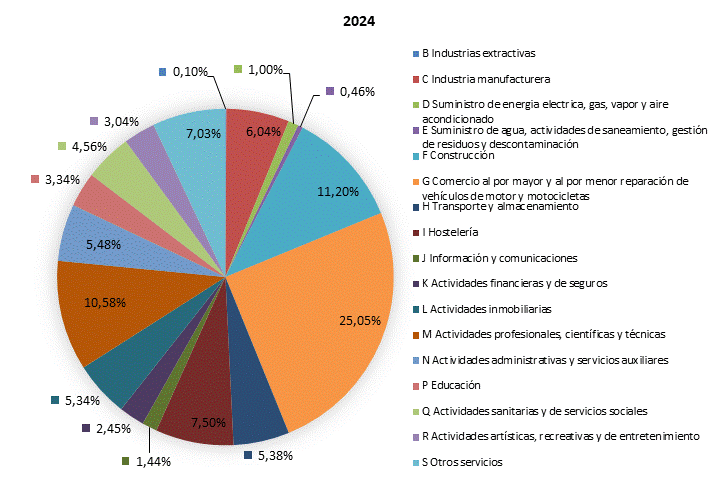 2024
0,10%
1,00%
0,46%
3,04%
7,03%
6,04%
4,56%
3,34%
11,20%
5,48%
10,58%
25,05%
5,34%
2,45%
1,44%
7,50%
5,38%
B Industrias extractivas
C Industria manufacturera
D Suministro de energia electrica, gas, vapor y aire
acondicionado
E Suministro de agua, actividades de saneamiento, gestión
de residuos y descontaminación
F Construcción
G Comercio al por mayor y al por menor reparación de
vehículos de motor y motocicletas
H Transporte y almacenamiento
I Hostelería
J Información y comunicaciones
K Actividades financieras y de seguros
L Actividades inmobiliarias
M Actividades profesionales, científicas y técnicas
N Actividades administrativas y servicios auxiliares
P Educación
Q Actividades sanitarias y de servicios sociales
R Actividades artísticas, recreativas y de entretenimiento
S Otros servicios